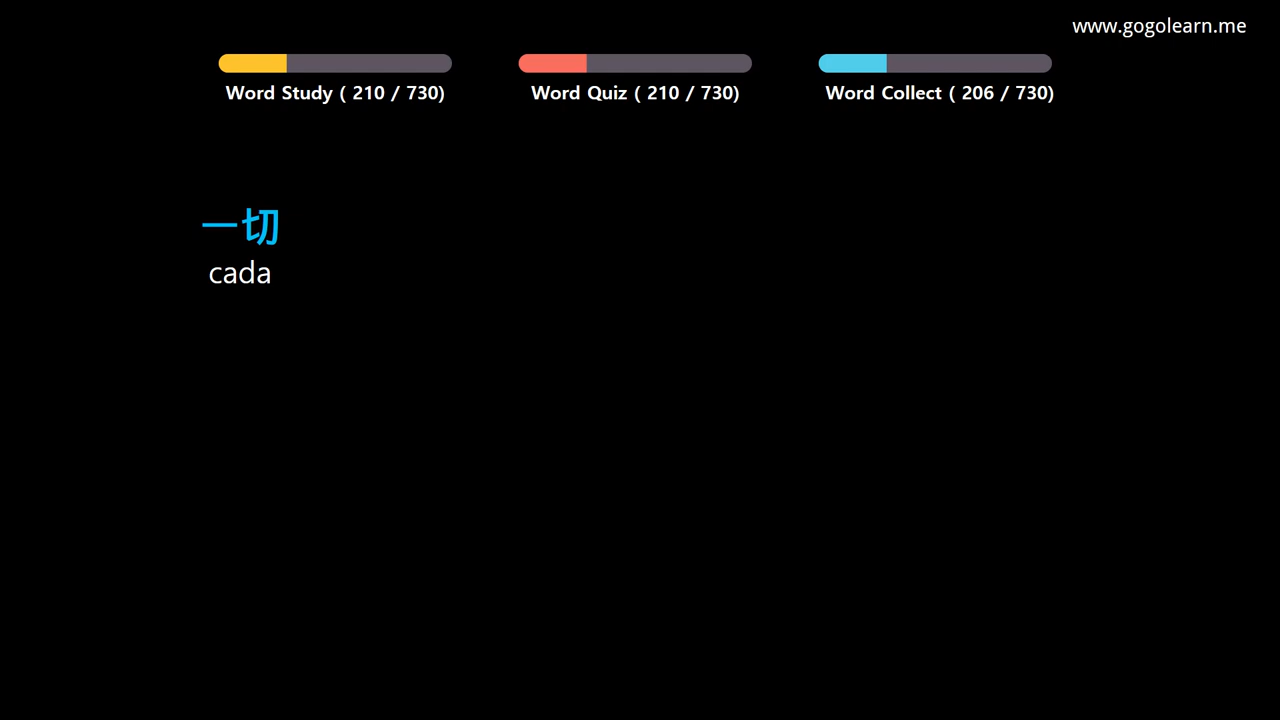 www.gogolearn.me
Word Study ( 210 / 730)
Word Quiz ( 210 / 730)
Word Collect ( 206 / 730)
一切
cada